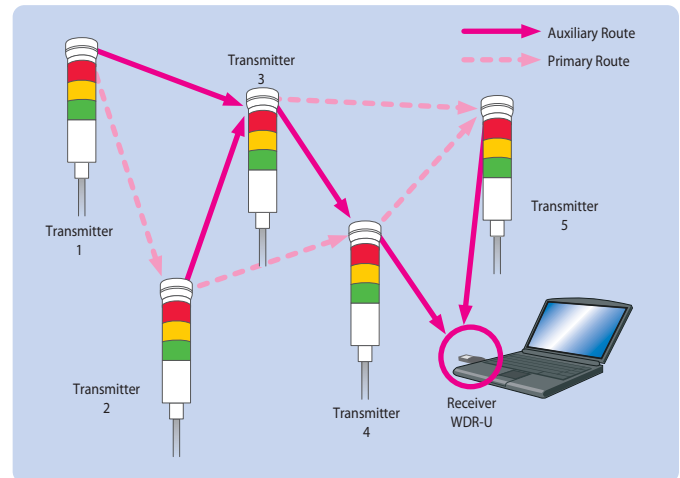 Auxiliary Route
Primary Route
Transmitter
3
Transmitter
1
Transmitter
5
Transmitter
2
Transmitter
4
Receiver
WDR-U